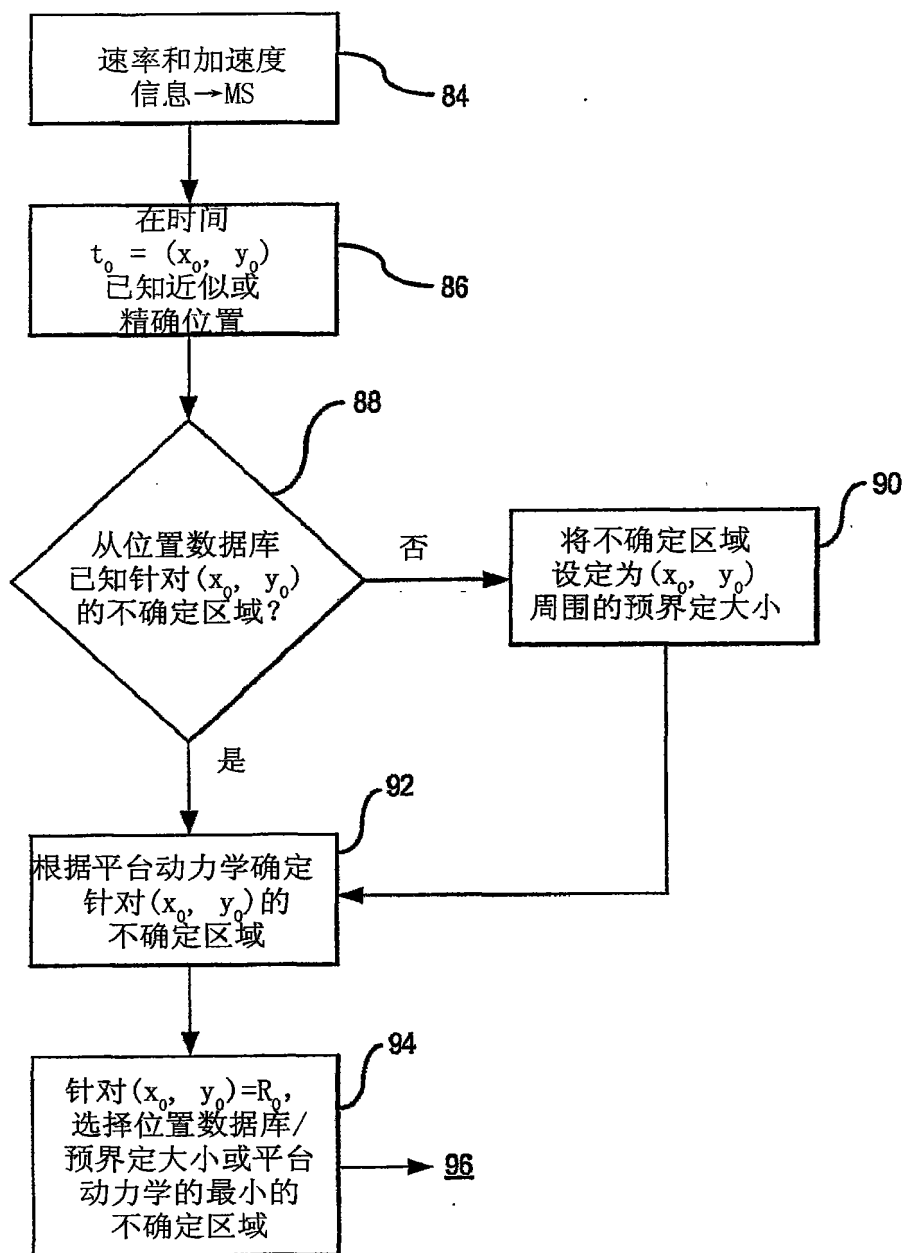 速率和加速度
信息→MS
84
在时间
t₀ = (x₀, y₀)
已知近似或
精确位置
86
88
从位置数据库
已知针对(x₀, y₀)
的不确定区域?
否
90
将不确定区域
设定为(x₀, y₀)
周围的预界定大小
是
92
根据平台动力学确定
针对(x₀, y₀)的
不确定区域
94
针对(x₀, y₀)=R₀,
选择位置数据库/
预界定大小或平台
动力学的最小的
不确定区域
96